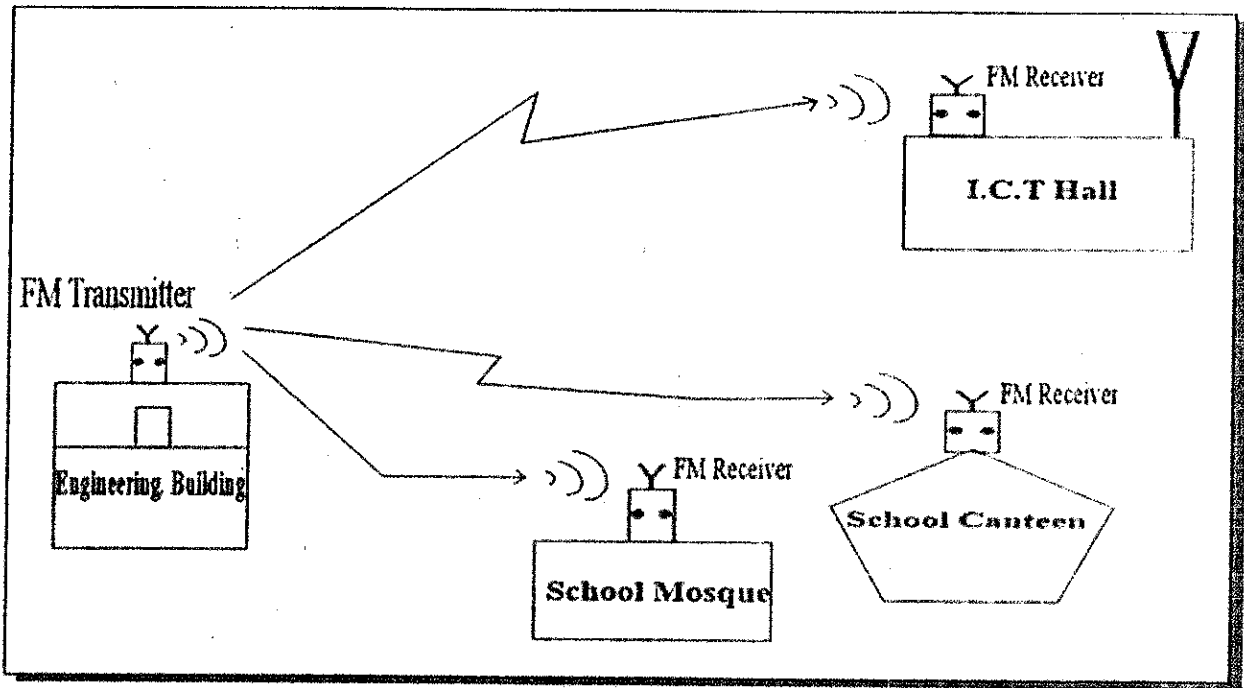 FM Receiver
I.C.T Hall
FM Transmitter
Engineering. Building
FM Receiver
School Canteen
FM Receiver
School Mosque